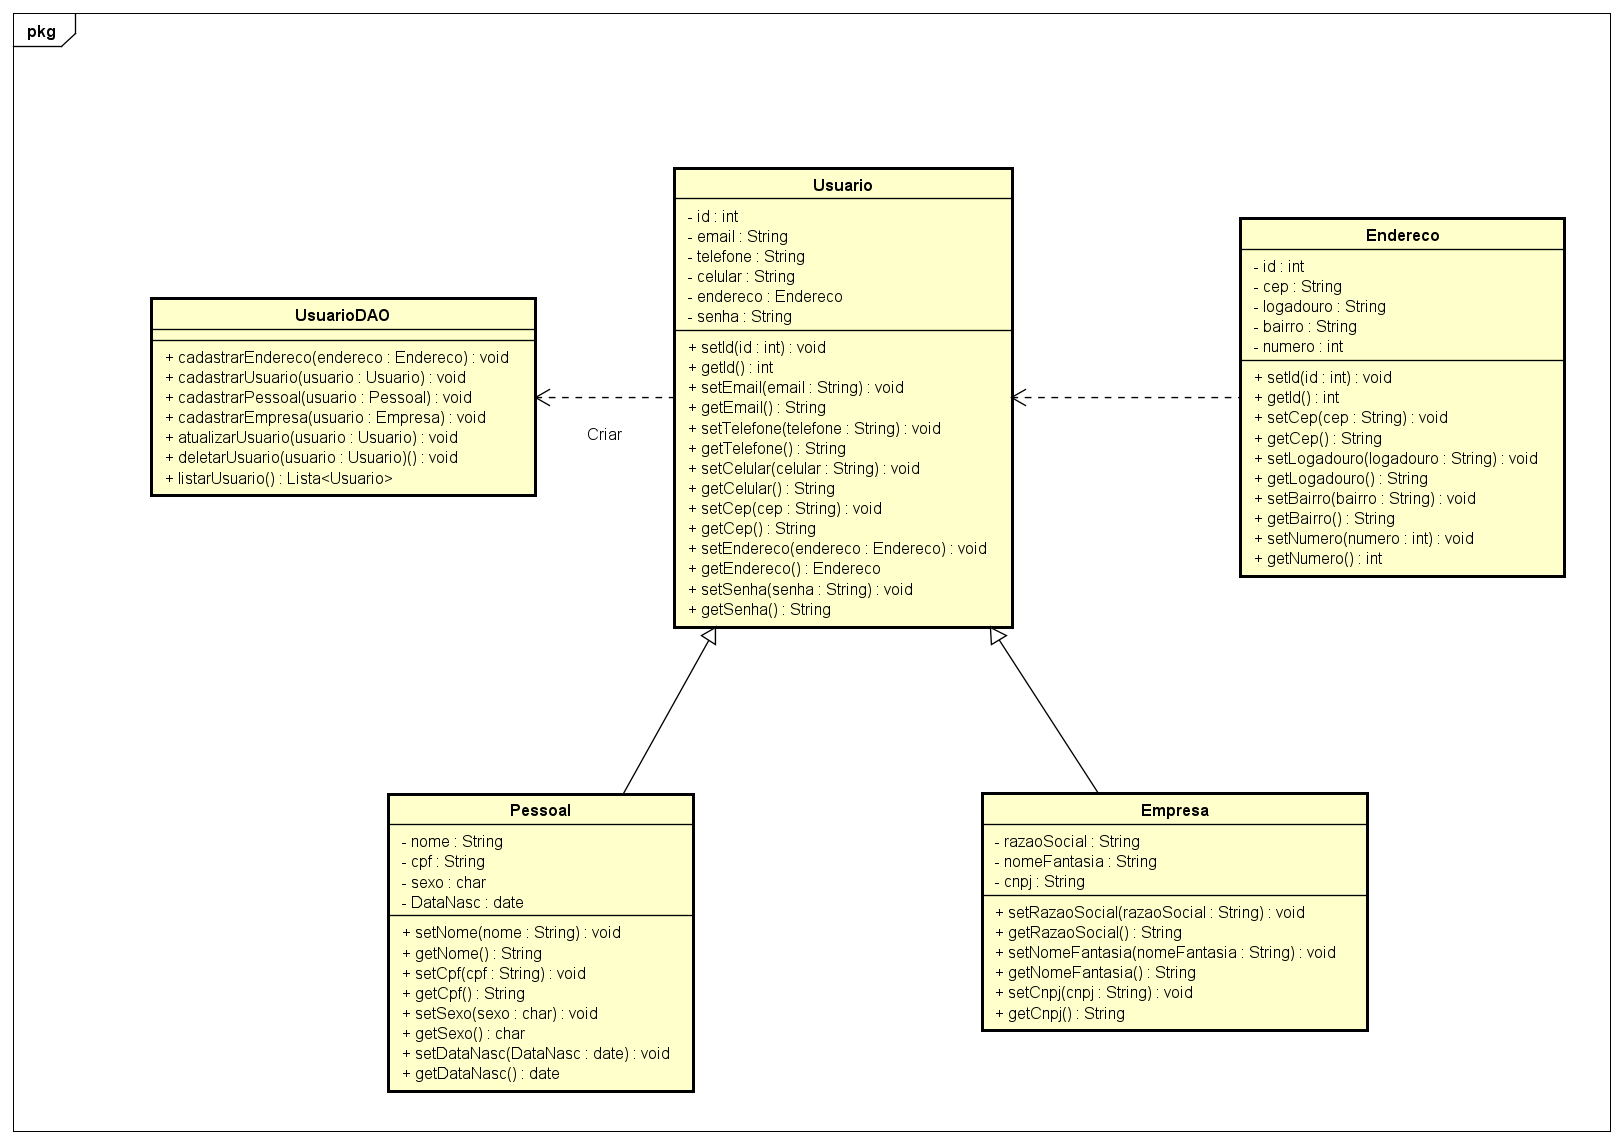 pkg
Usuario
- id : int
- email : String
- telefone : String
- celular : String
- endereco : Endereco
- senha : String
+ setId(id : int) : void
+ getId() : int
+ setEmail(email : String) : void
+ getEmail() : String
+ setTelefone(telefone : String) : void
+ getTelefone() : String
+ setCelular(celular : String) : void
+ getCelular() : String
+ setCep(cep : String) : void
+ getCep() : String
+ setEndereco(endereco : Endereco) : void
+ getEndereco() : Endereco
+ setSenha(senha : String) : void
+ getSenha() : String
Endereco
- id : int
- cep : String
- logadouro : String
- bairro : String
- numero : int
+ setId(id : int) : void
+ getId() : int
+ setCep(cep : String) : void
+ getCep() : String
+ setLogadouro(logadouro : String) : void
+ getLogadouro() : String
+ setBairro(bairro : String) : void
+ getBairro() : String
+ setNumero(numero : int) : void
+ getNumero() : int
UsuarioDAO
+ cadastrarEndereco(endereco : Endereco) : void
+ cadastrarUsuario(usuario : Usuario) : void
+ cadastrarPessoal(usuario : Pessoal) : void
+ cadastrarEmpresa(usuario : Empresa) : void
+ atualizarUsuario(usuario : Usuario) : void
+ deletarUsuario(usuario : Usuario)() : void
+ listarUsuario() : Lista<Usuario>
Criar
Pessoal
- nome : String
- cpf : String
- sexo : char
- DataNasc : date
+ setNome(nome : String) : void
+ getNome() : String
+ setCpf(cpf : String) : void
+ getCpf() : String
+ setSexo(sexo : char) : void
+ getSexo() : char
+ setDataNasc(DataNasc : date) : void
+ getDataNasc() : date
Empresa
- razaoSocial : String
- nomeFantasia : String
- cnpj : String
+ setRazaoSocial(razaoSocial : String) : void
+ getRazaoSocial() : String
+ setNomeFantasia(nomeFantasia : String) : void
+ getNomeFantasia() : String
+ setCnpj(cnpj : String) : void
+ getCnpj() : String